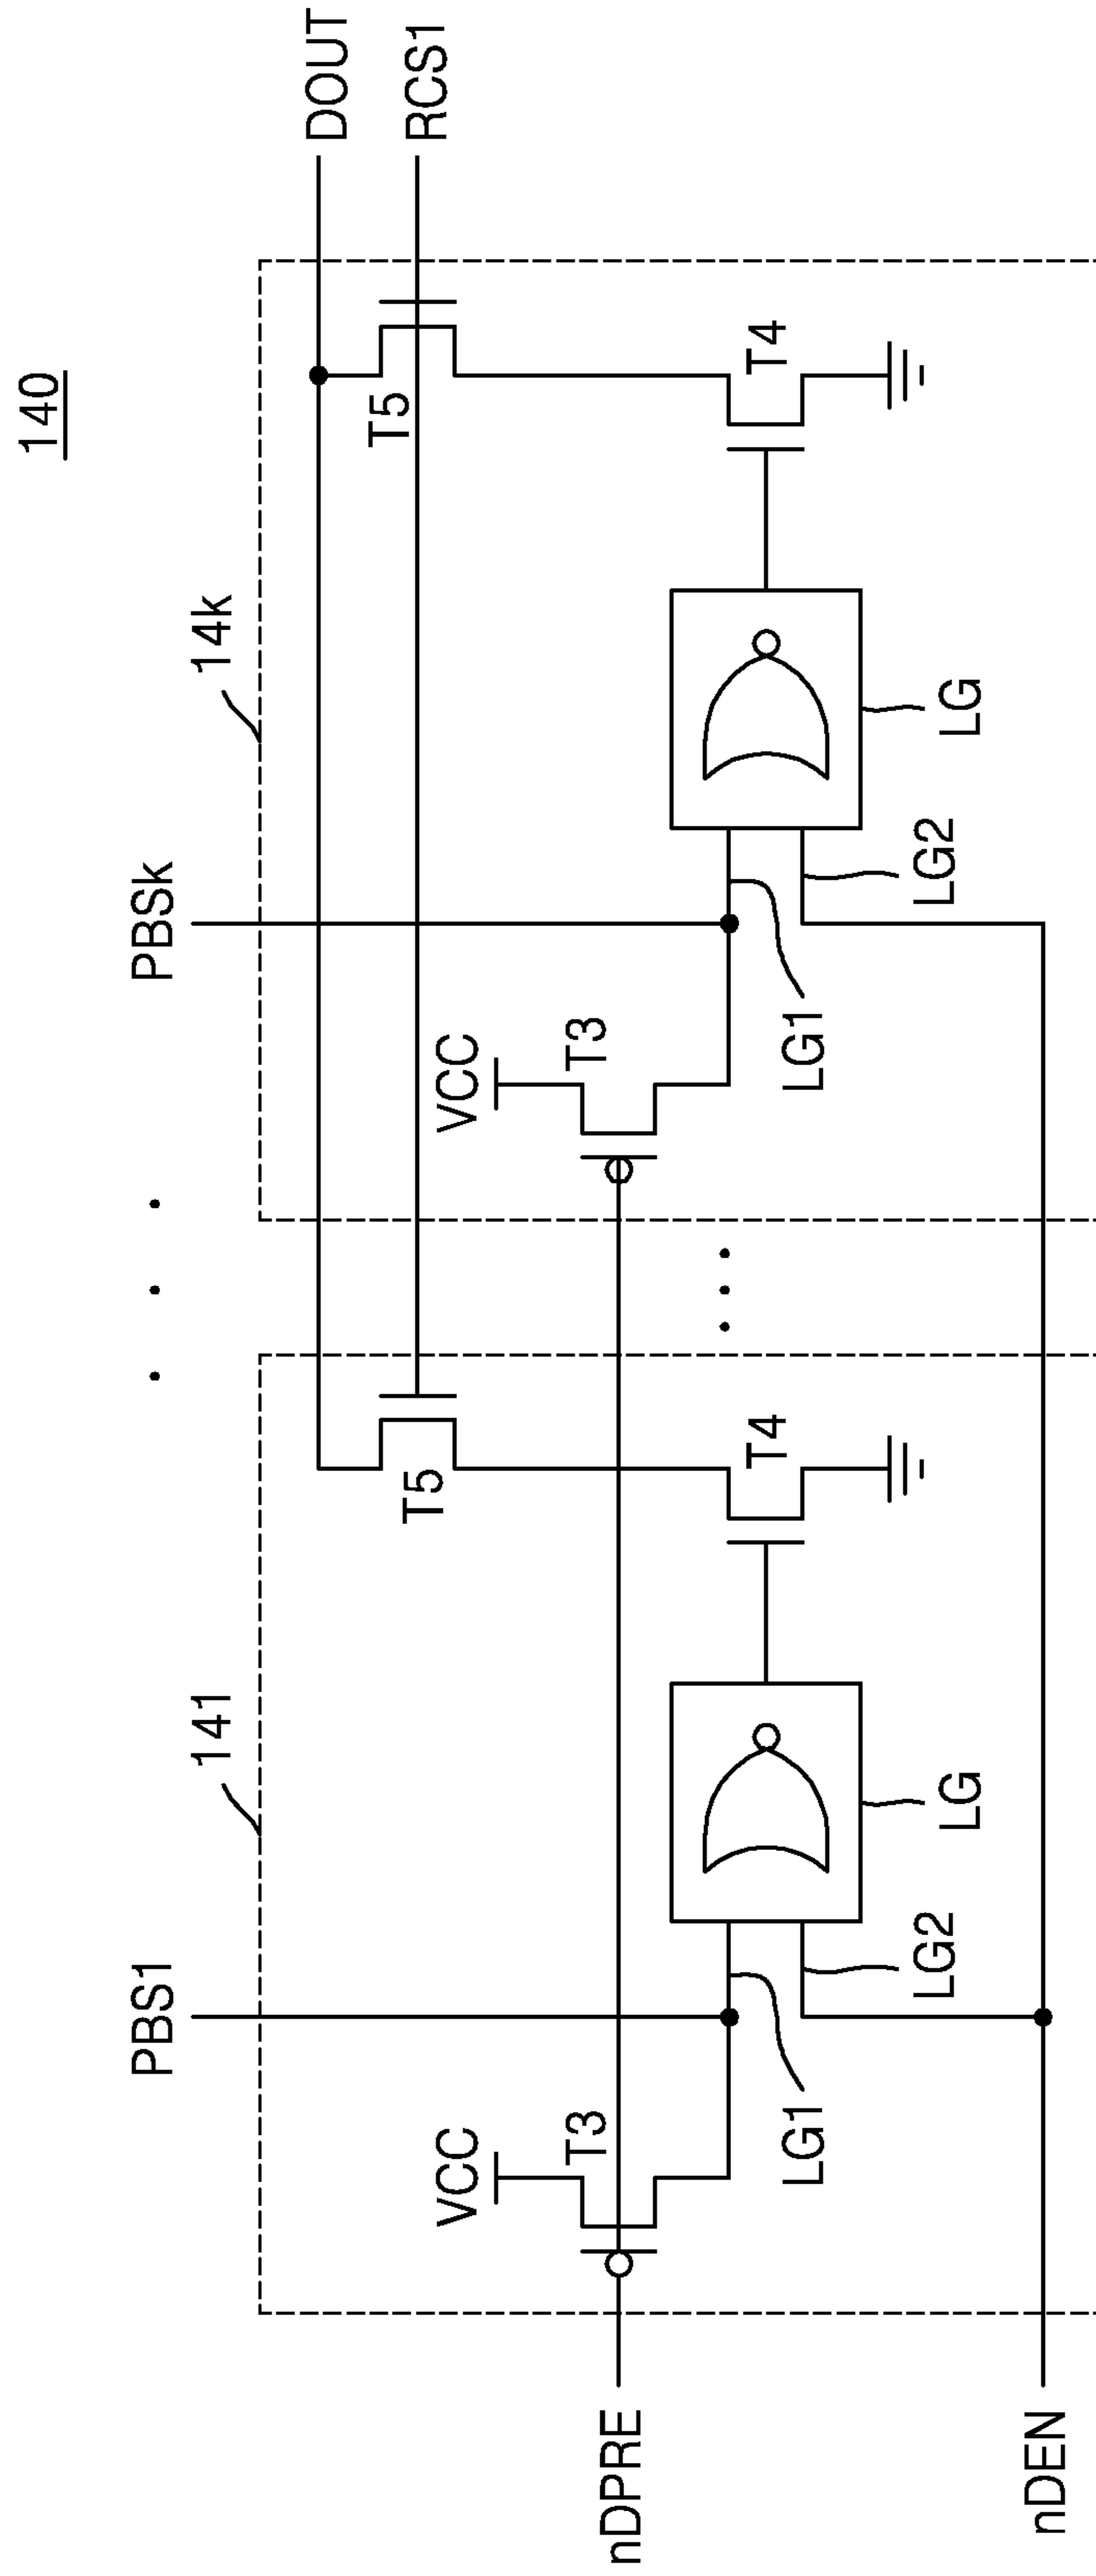 140
DOUT
RCS1
141
14k
PBS1
PBSk
T5
T5
VCC
T3
VCC
T3
nDPRE
T4
T4
LG1
LG2
LG
LG1
LG2
LG
nDEN